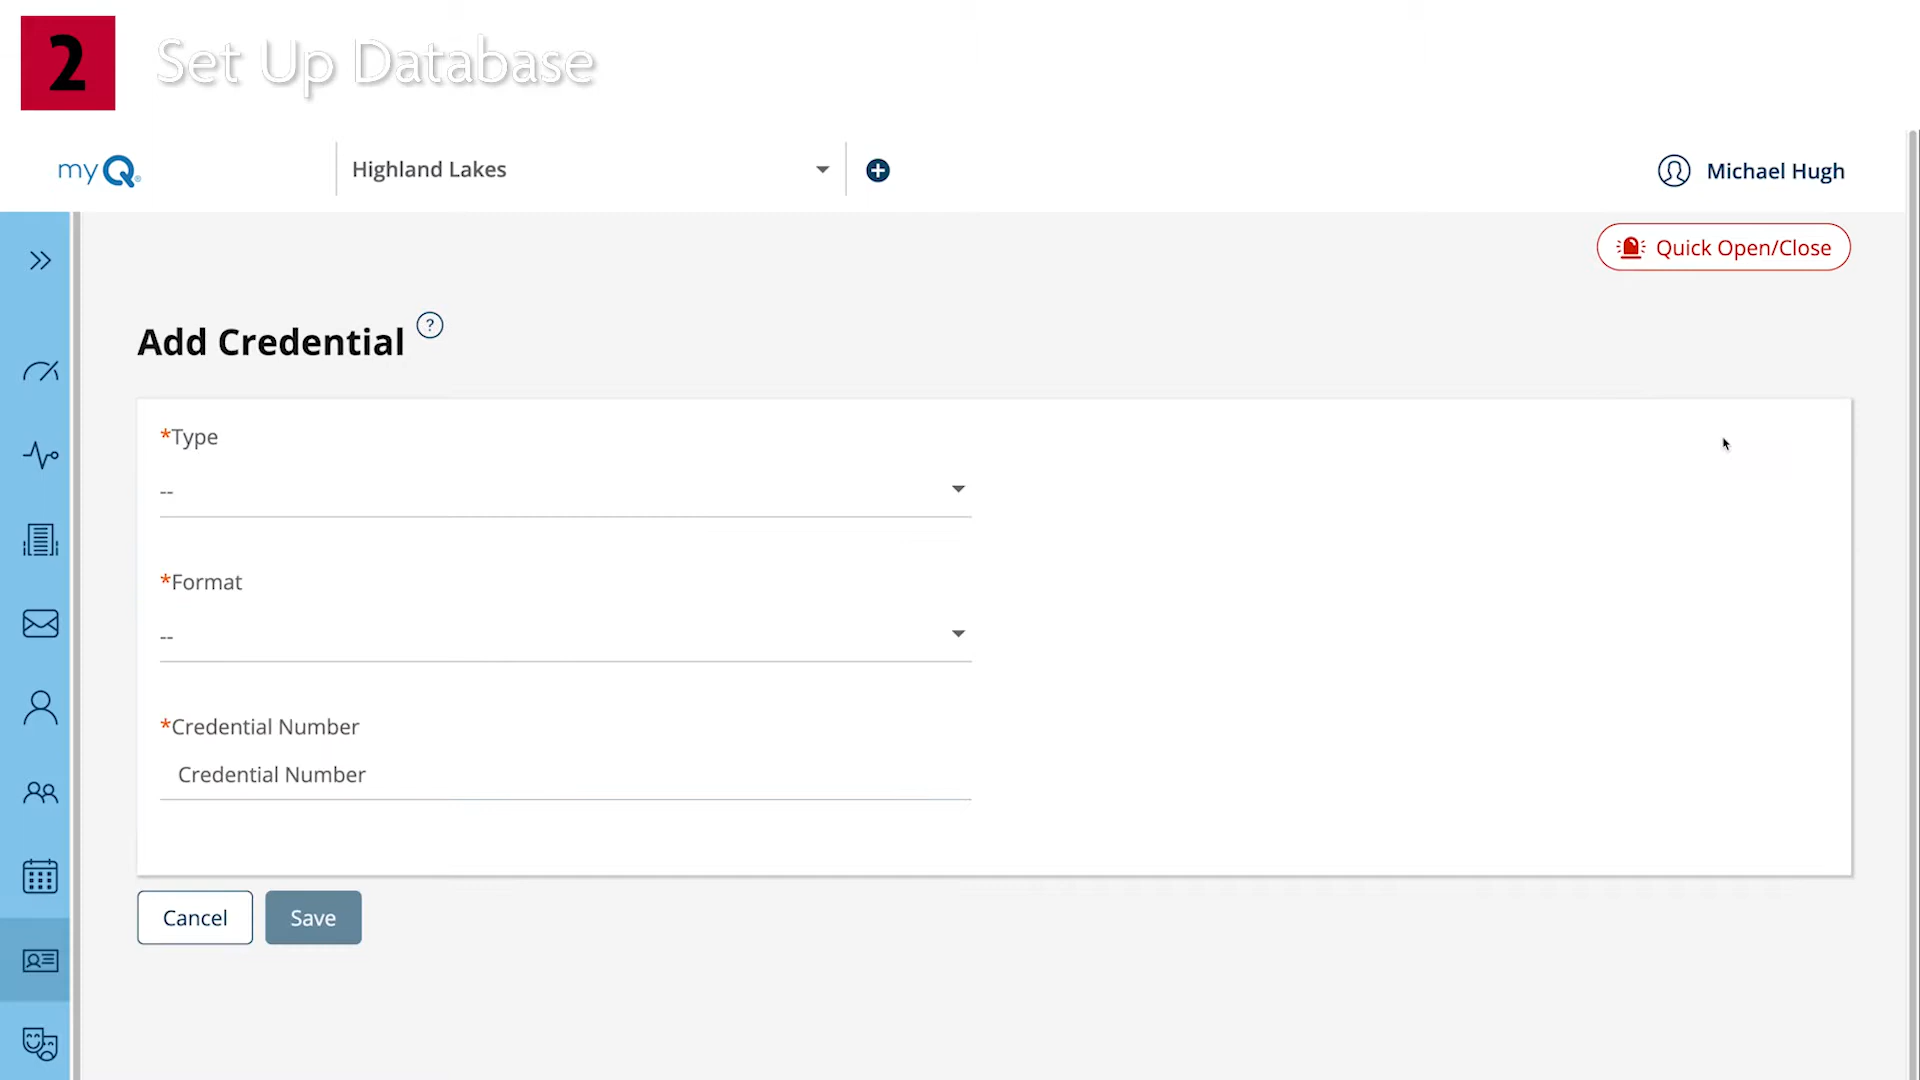 2 Set Up Database
myQ® Highland Lakes Michael Hugh
Quick Open/Close
Add Credential ?
*Type
--
*Format
--
*Credential Number
Credential Number
Cancel Save